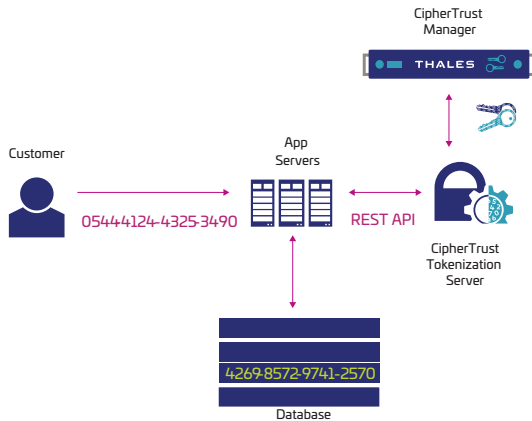 CipherTrust
Manager
THALES
Customer
App
Servers
05444124-4325-3490
REST API
CipherTrust
Tokenization
Server
4269-8572-9741-2570
Database